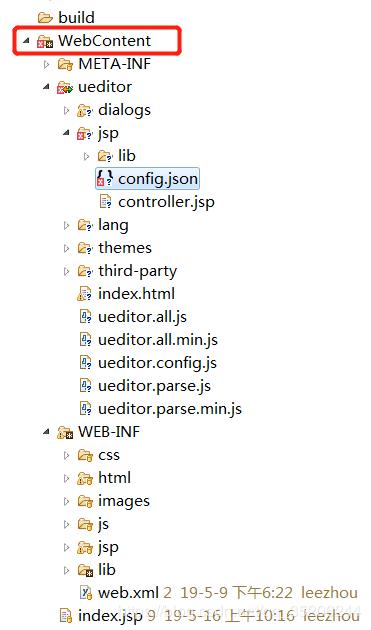 build
WebContent
META-INF
ueditor
dialogs
jsp
lib
config.json
controller.jsp
lang
themes
third-party
index.html
ueditor.all.js
ueditor.all.min.js
ueditor.config.js
ueditor.parse.js
ueditor.parse.min.js
WEB-INF
css
html
images
js
jsp
lib
web.xml 2 19-5-9 下午6:22 leezhou
index.jsp 9 19-5-16 上午10:16 leezhou